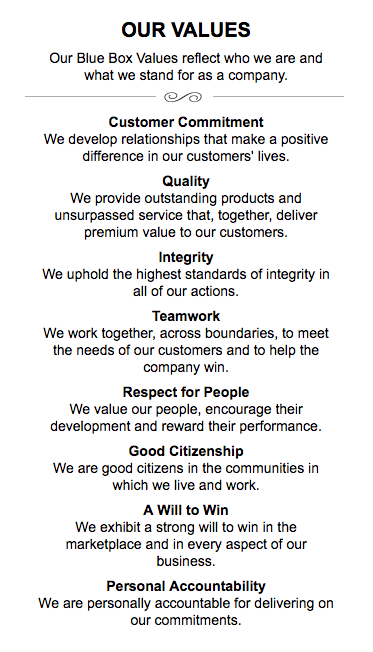 OUR VALUES
Our Blue Box Values reflect who we are and
what we stand for as a company.
Customer Commitment
We develop relationships that make a positive
difference in our customers' lives.
Quality
We provide outstanding products and
unsurpassed service that, together, deliver
premium value to our customers.
Integrity
We uphold the highest standards of integrity in
all of our actions.
Teamwork
We work together, across boundaries, to meet
the needs of our customers and to help the
company win.
Respect for People
We value our people, encourage their
development and reward their performance.
Good Citizenship
We are good citizens in the communities in
which we live and work.
A Will to Win
We exhibit a strong will to win in the
marketplace and in every aspect of our
business.
Personal Accountability
We are personally accountable for delivering on
our commitments.